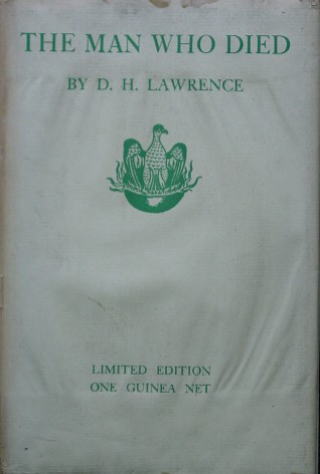 THE MAN WHO DIED
BY D. H. LAWRENCE
LIMITED EDITION
ONE GUINEA NET